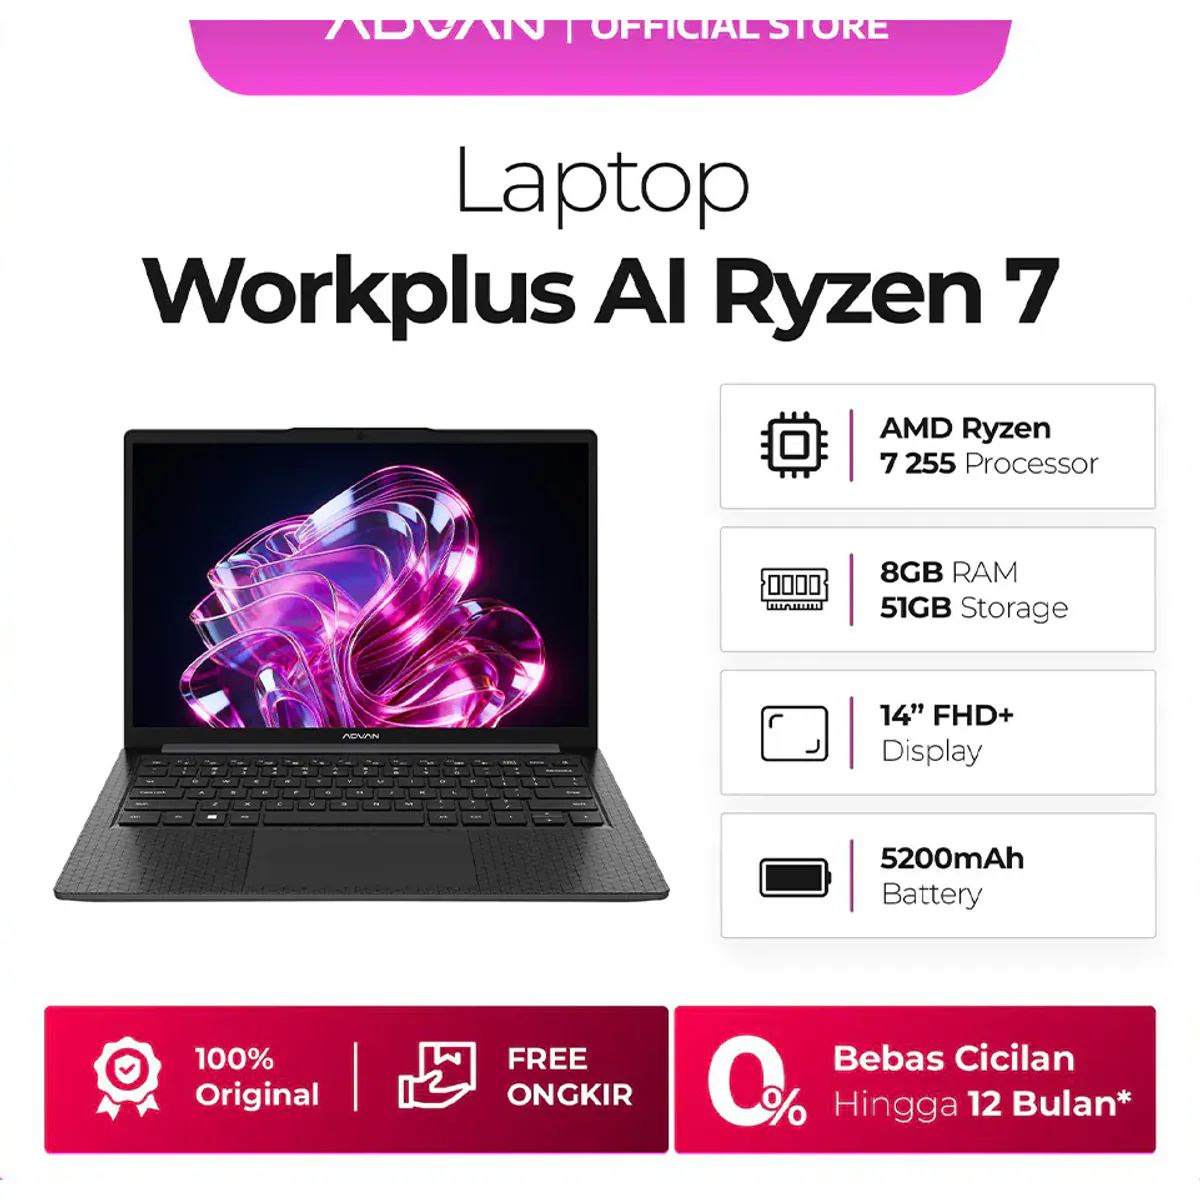 ADVAN | OFFICIAL STORE
Laptop
Workplus AI Ryzen 7
AMD Ryzen
7 255 Processor
8GB RAM
51GB Storage
14” FHD+
Display
5200mAh
Battery
ADVAN
100%
Original
FREE
ONGKIR
0%
Bebas Cicilan
Hingga 12 Bulan*